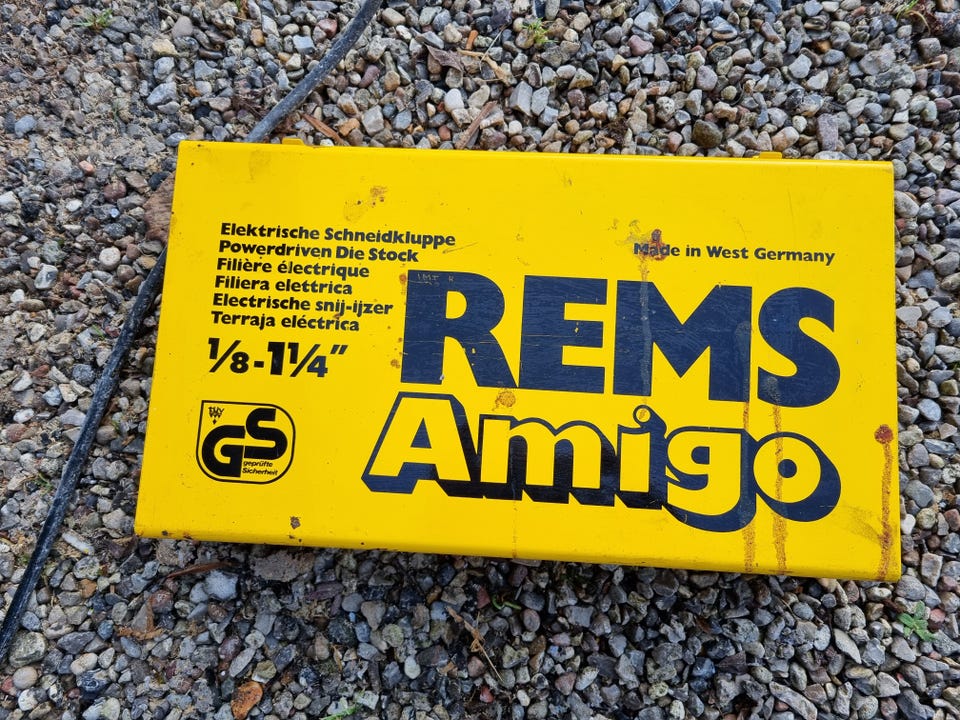 Elektrische Schneidkluppe
Powerdriven Die Stock
Filière électrique
Filiera elettrica
Electrische snij-ijzer
Terraja eléctrica
1/8-1 1/4"
Made in West Germany
REMS
Amigo
GS
geprüfte
Sicherheit